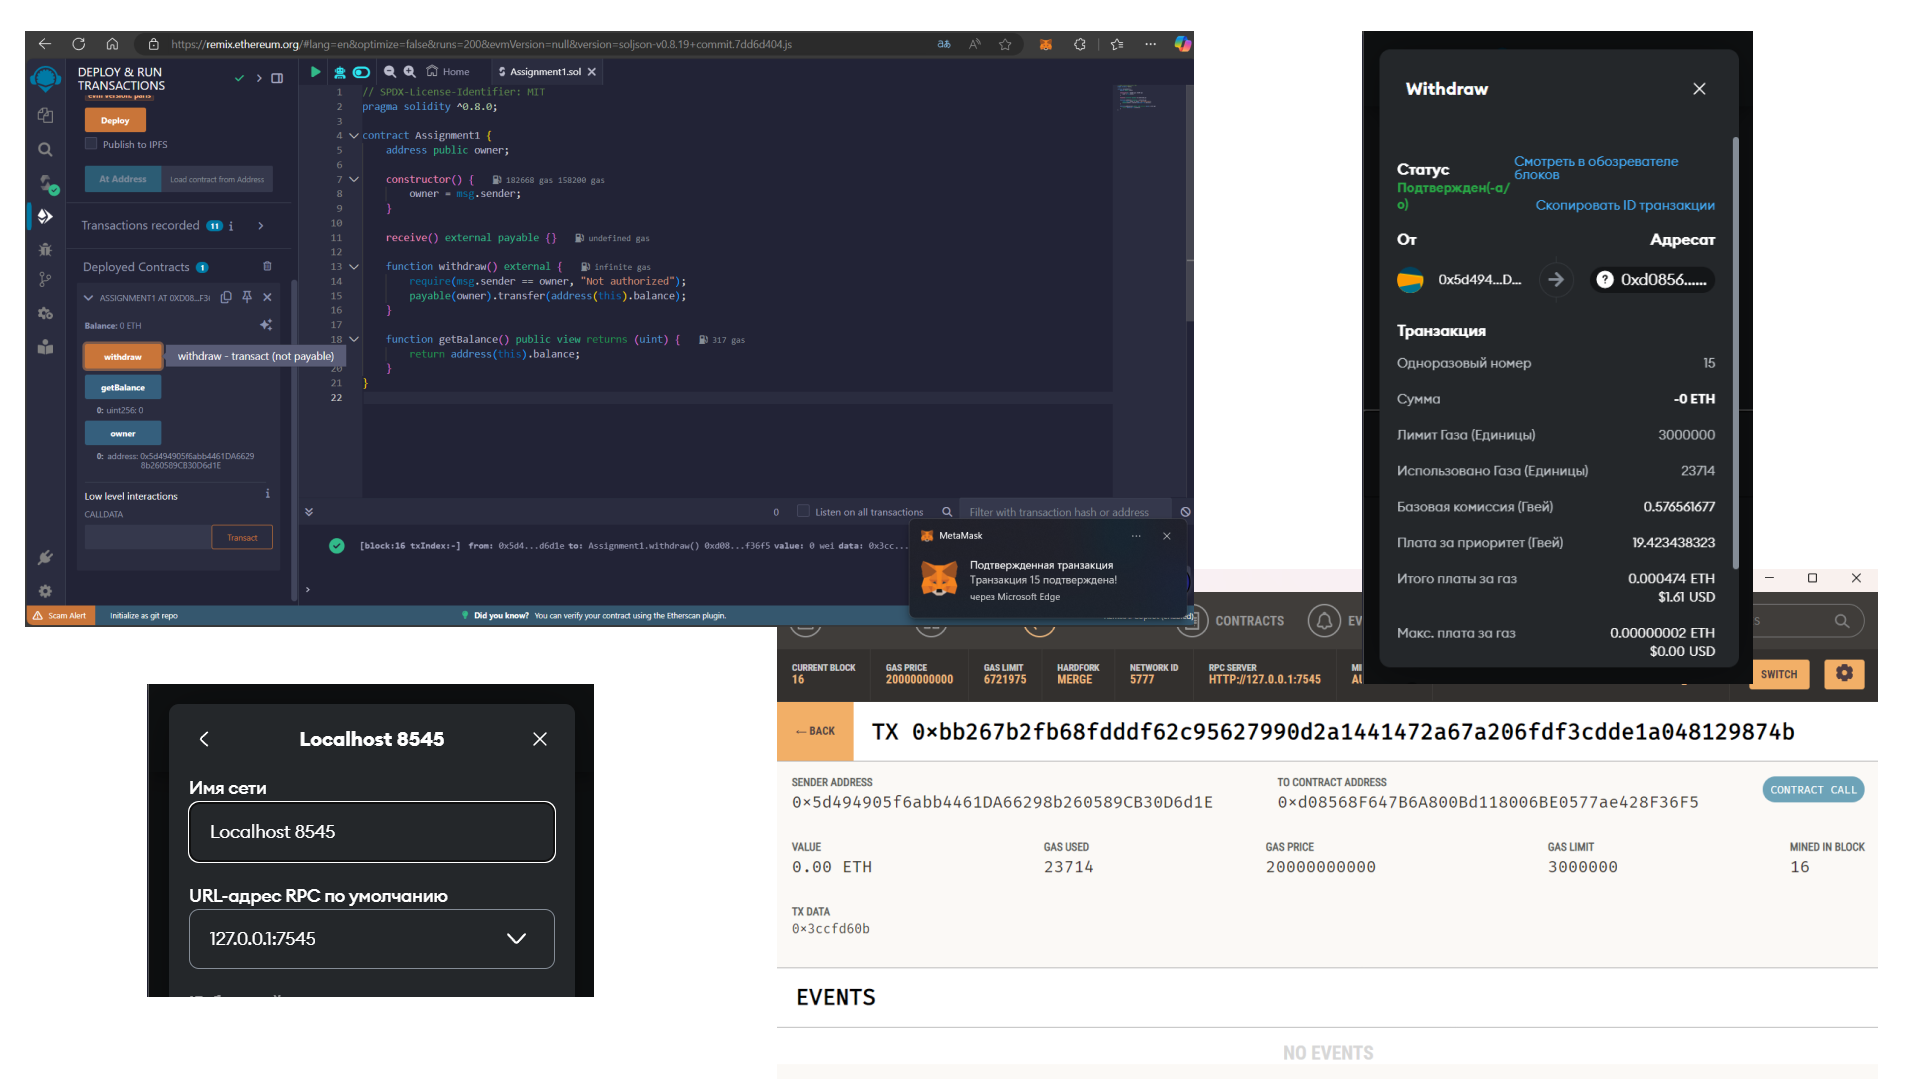 https://remix.ethereum.org/#lang=en&optimize=false&runs=200&evmVersion=null&version=soljson-v0.8.19+commit.7dd6d404.js
DEPLOY & RUN
TRANSACTIONS
Deploy
Publish to IPFS
At Address
Load contract from Address
Transactions recorded 11 i
Deployed Contracts 1
ASSIGNMENT1 AT 0XD08...F3
Balance: 0 ETH
withdraw
withdraw - transact (not payable)
getBalance
0: uint256: 0
owner
0: address: 0x5d494905f6abb4461DA6629
8b260589CB30D6d1E
Low level interactions
i
CALLDATA
Transact
Scam Alert
Initialize as git repo
Did you know? You can verify your contract using the Etherscan plugin.
Home
Assignment1.sol
1 // SPDX-License-Identifier: MIT
2 pragma solidity ^0.8.0;
3
4 contract Assignment1 {
5 address public owner;
6
7 constructor() { 182668 gas 158200 gas
8 owner = msg.sender;
9 }
10
11 receive() external payable {} undefined gas
12
13 function withdraw() external { infinite gas
14 require(msg.sender == owner, "Not authorized");
15 payable(owner).transfer(address(this).balance);
16 }
17
18 function getBalance() public view returns (uint) { 317 gas
return address(this).balance;
20 }
21 }
22
0
Listen on all transactions
Filter with transaction hash or address
[block:16 txIndex:-] from: 0x5d4...d6d1e to: Assignment1.withdraw() 0xd08...f36f5 value: 0 wei data: 0x3cc...
>
MetaMask
Подтвержденная транзакция
Транзакция 15 подтверждена!
через Microsoft Edge
Withdraw
Статус
Смотреть в обозревателе
блоков
Подтвержден(-а/
о)
Скопировать ID транзакции
От
Адресат
0x5d494...D...
0xd0856......
Транзакция
Одноразовый номер 15
Сумма -0 ETH
Лимит Газа (Единицы) 3000000
Использовано Газа (Единицы) 23714
Базовая комиссия (Гвей) 0.576561677
Плата за приоритет (Гвей) 19.423438323
Итого платы за газ 0.000474 ETH
$1.61 USD
Макс. плата за газ 0.00000002 ETH
$0.00 USD
Localhost 8545
Имя сети
Localhost 8545
URL-адрес RPC по умолчанию
127.0.0.1:7545
CONTRACTS
EV
CURRENT BLOCK
16
GAS PRICE
20000000000
GAS LIMIT
6721975
HARDFORK
MERGE
NETWORK ID
5777
RPC SERVER
HTTP://127.0.0.1:7545
SWITCH
← BACK
TX 0×bb267b2fb68fdddf62c95627990d2a1441472a67a206fdf3cdde1a048129874b
SENDER ADDRESS
0×5d494905f6abb4461DA66298b260589CB30D6d1E
TO CONTRACT ADDRESS
0×d08568F647B6A800Bd118006BE0577ae428F36F5
CONTRACT CALL
VALUE
0.00 ETH
GAS USED
23714
GAS PRICE
20000000000
GAS LIMIT
3000000
MINED IN BLOCK
16
TX DATA
0×3ccfd60b
EVENTS
NO EVENTS